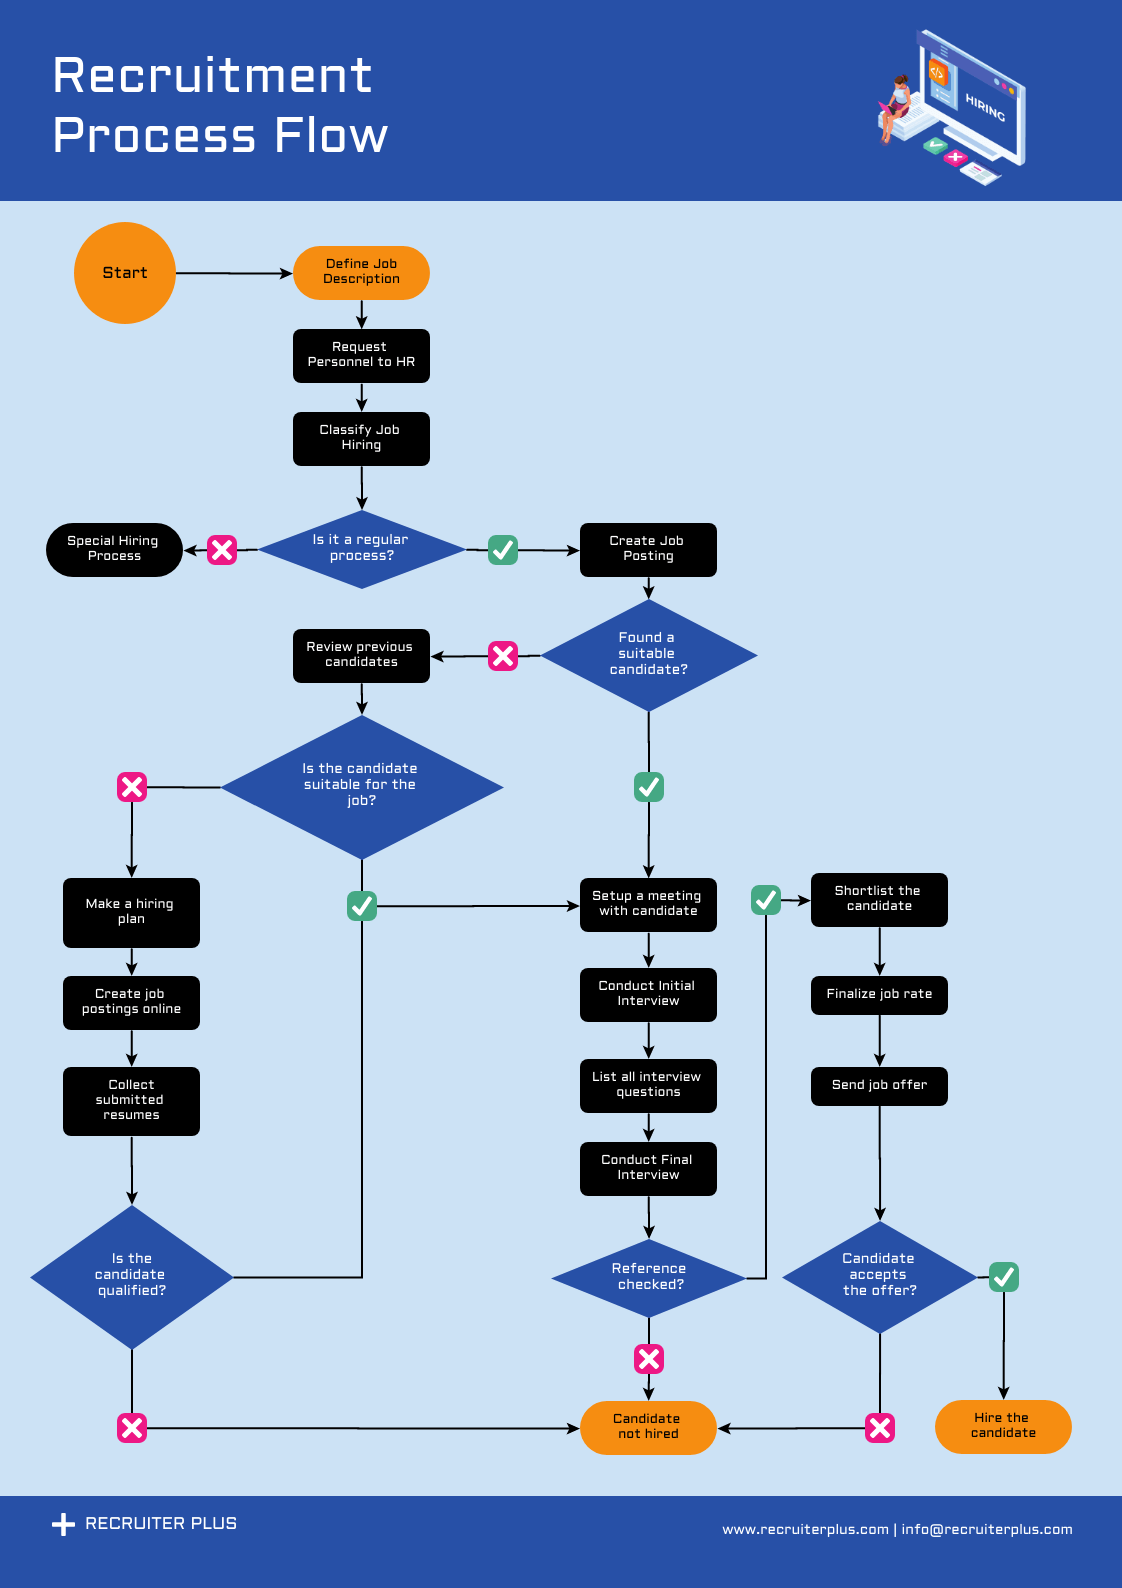 Recruitment
Process Flow
</>
HIRING
Start
Define Job
Description
Request
Personnel to HR
Classify Job
Hiring
Special Hiring
Process
Is it a regular
process?
Create Job
Posting
Review previous
candidates
Found a
suitable
candidate?
Is the candidate
suitable for the
job?
Make a hiring
plan
Setup a meeting
with candidate
Shortlist the
candidate
Create job
postings online
Conduct Initial
Interview
Finalize job rate
Collect
submitted
resumes
List all interview
questions
Send job offer
Conduct Final
Interview
Is the
candidate
qualified?
Reference
checked?
Candidate
accepts
the offer?
Candidate
not hired
Hire the
candidate
RECRUITER PLUS
www.recruiterplus.com | info@recruiterplus.com